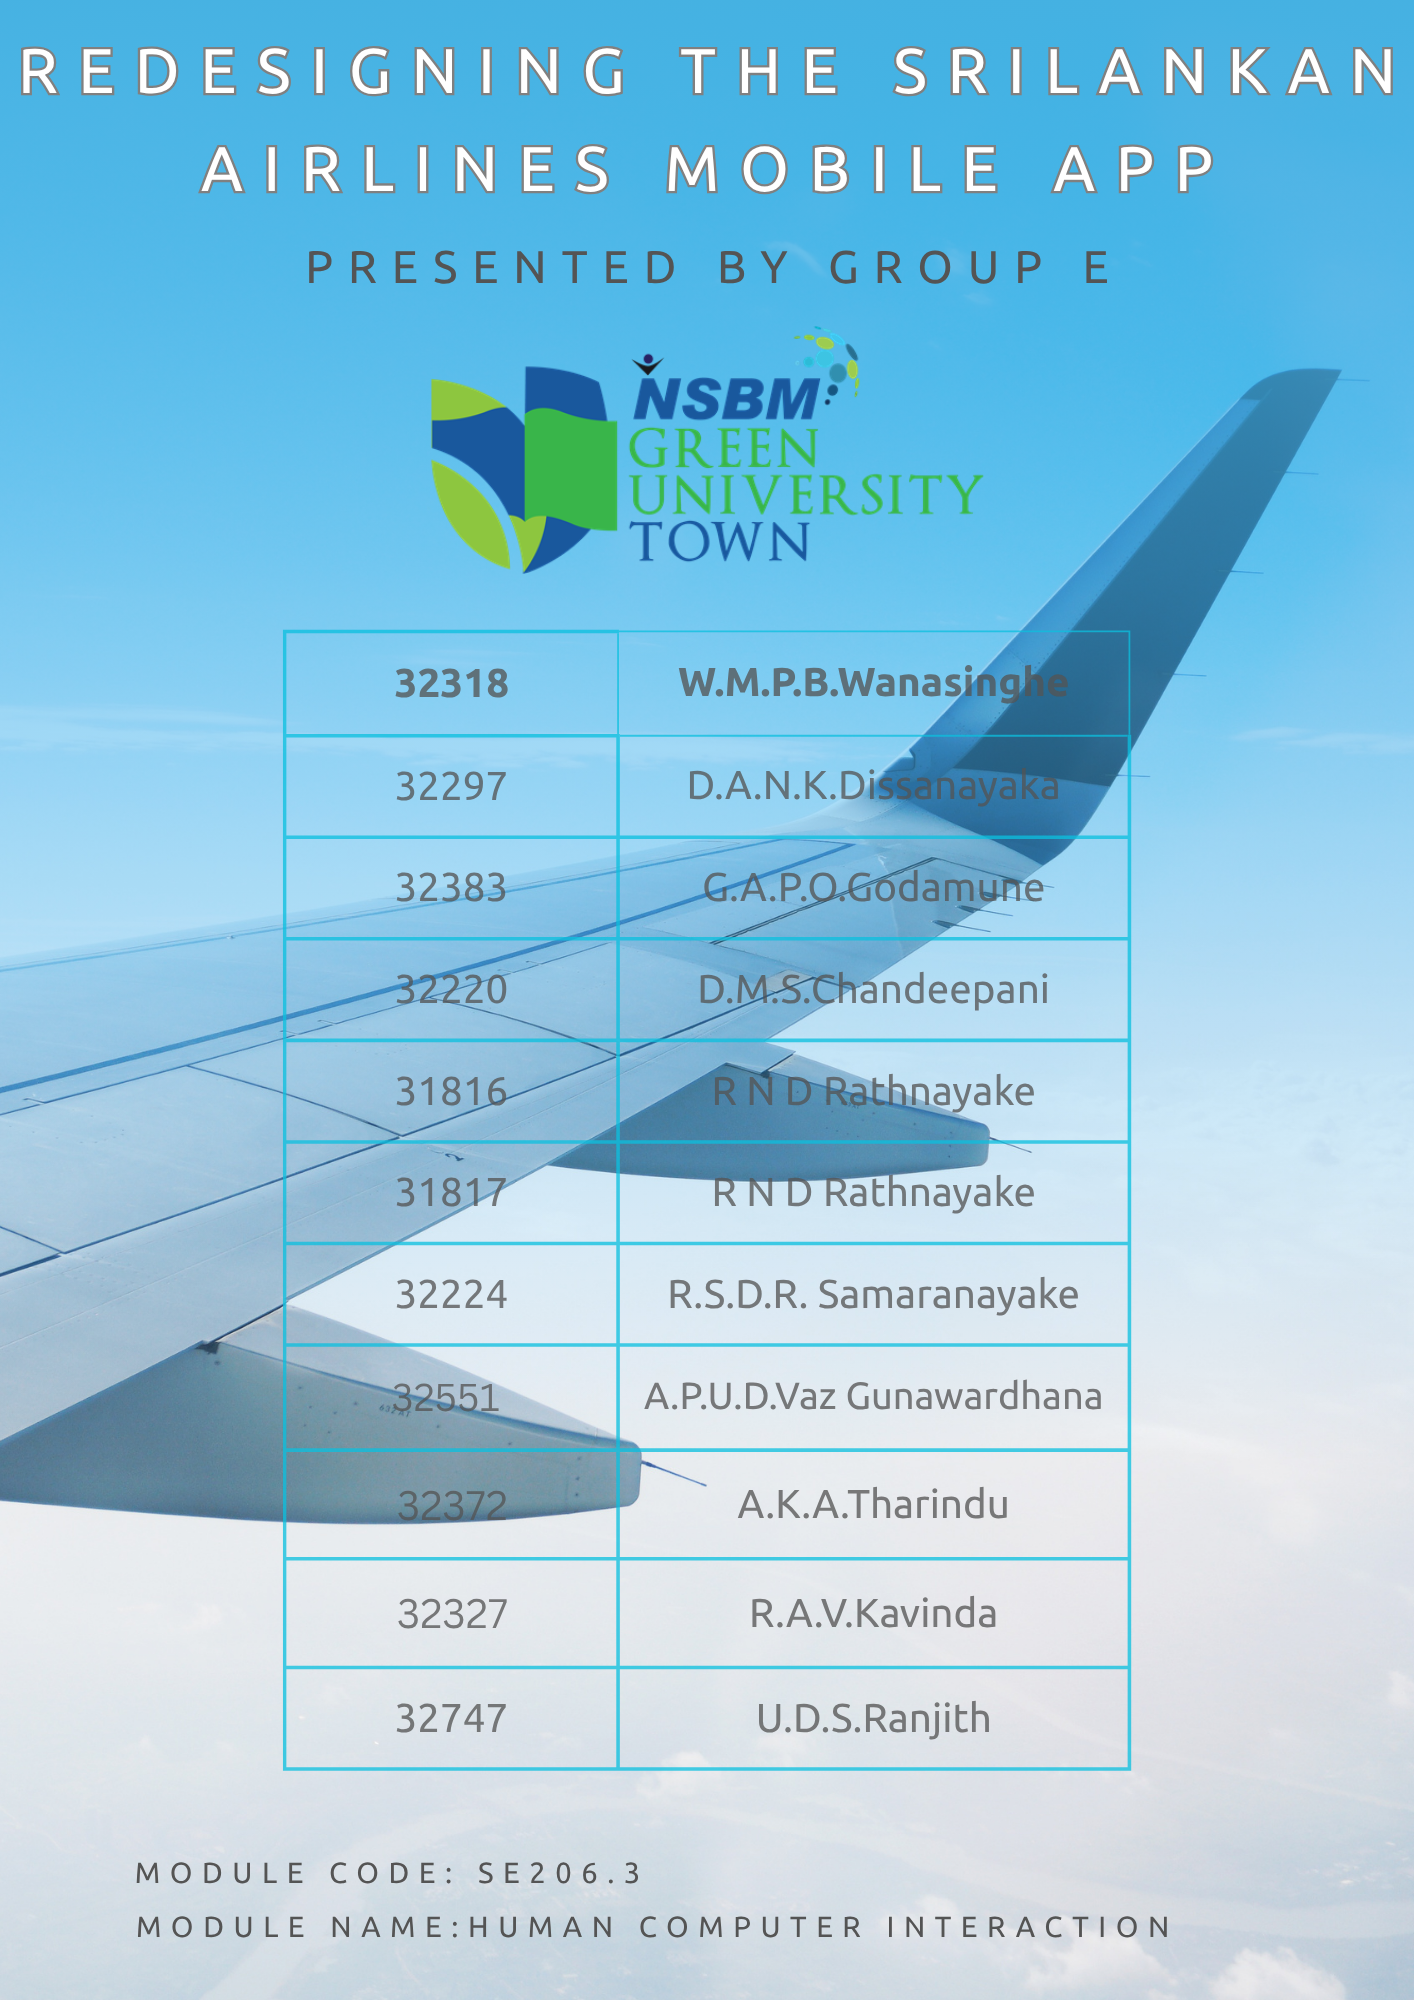 REDESIGNING THE SRILANKAN
AIRLINES MOBILE APP
PRESENTED BY GROUP E
NSBM
GREEN
UNIVERSITY
TOWN
32318 W.M.P.B.Wanasinghe
32297 D.A.N.K.Dissanayaka
32383 G.A.P.O.Godamune
32220 D.M.S.Chandeepani
31816 R N D Rathnayake
31817 R N D Rathnayake
32224 R.S.D.R. Samaranayake
32551 A.P.U.D.Vaz Gunawardhana
32372 A.K.A.Tharindu
32327 R.A.V.Kavinda
32747 U.D.S.Ranjith
MODULE CODE: SE206.3
MODULE NAME:HUMAN COMPUTER INTERACTION